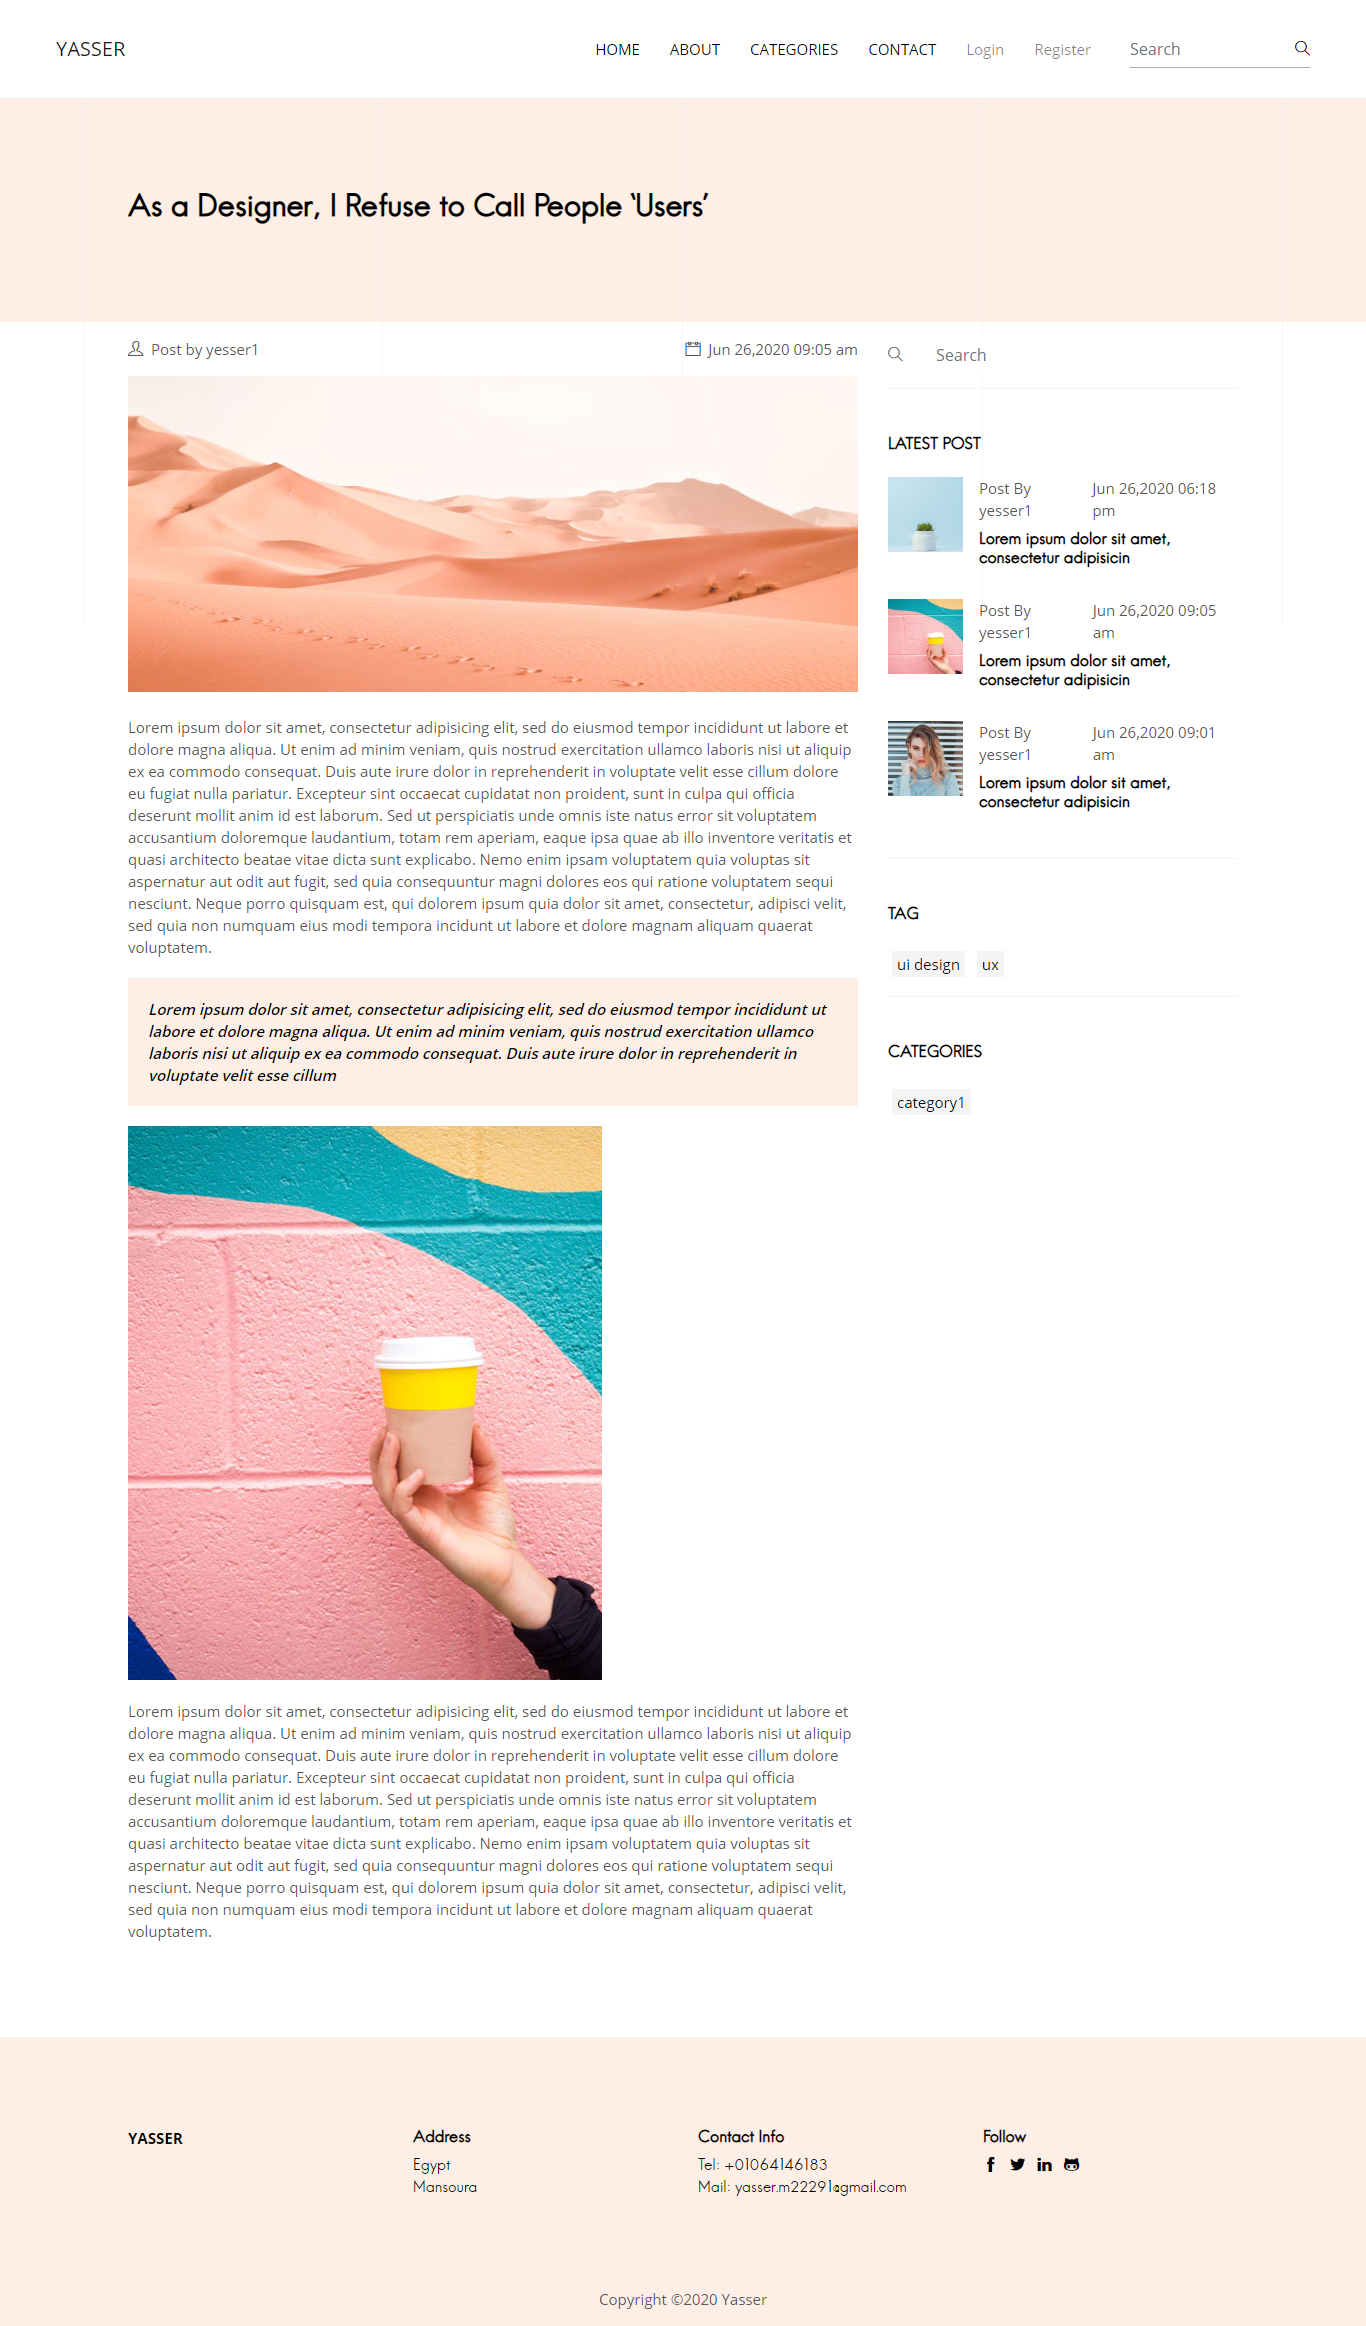 YASSER
HOME ABOUT CATEGORIES CONTACT Login Register Search
As a Designer, I Refuse to Call People ‘Users’
Post by yesser1
Jun 26,2020 09:05 am
Lorem ipsum dolor sit amet, consectetur adipisicing elit, sed do eiusmod tempor incididunt ut labore et
dolore magna aliqua. Ut enim ad minim veniam, quis nostrud exercitation ullamco laboris nisi ut aliquip
ex ea commodo consequat. Duis aute irure dolor in reprehenderit in voluptate velit esse cillum dolore
eu fugiat nulla pariatur. Excepteur sint occaecat cupidatat non proident, sunt in culpa qui officia
deserunt mollit anim id est laborum. Sed ut perspiciatis unde omnis iste natus error sit voluptatem
accusantium doloremque laudantium, totam rem aperiam, eaque ipsa quae ab illo inventore veritatis et
quasi architecto beatae vitae dicta sunt explicabo. Nemo enim ipsam voluptatem quia voluptas sit
aspernatur aut odit aut fugit, sed quia consequuntur magni dolores eos qui ratione voluptatem sequi
nesciunt. Neque porro quisquam est, qui dolorem ipsum quia dolor sit amet, consectetur, adipisci velit,
sed quia non numquam eius modi tempora incidunt ut labore et dolore magnam aliquam quaerat
voluptatem.
Lorem ipsum dolor sit amet, consectetur adipisicing elit, sed do eiusmod tempor incididunt ut
labore et dolore magna aliqua. Ut enim ad minim veniam, quis nostrud exercitation ullamco
laboris nisi ut aliquip ex ea commodo consequat. Duis aute irure dolor in reprehenderit in
voluptate velit esse cillum
Lorem ipsum dolor sit amet, consectetur adipisicing elit, sed do eiusmod tempor incididunt ut labore et
dolore magna aliqua. Ut enim ad minim veniam, quis nostrud exercitation ullamco laboris nisi ut aliquip
ex ea commodo consequat. Duis aute irure dolor in reprehenderit in voluptate velit esse cillum dolore
eu fugiat nulla pariatur. Excepteur sint occaecat cupidatat non proident, sunt in culpa qui officia
deserunt mollit anim id est laborum. Sed ut perspiciatis unde omnis iste natus error sit voluptatem
accusantium doloremque laudantium, totam rem aperiam, eaque ipsa quae ab illo inventore veritatis et
quasi architecto beatae vitae dicta sunt explicabo. Nemo enim ipsam voluptatem quia voluptas sit
aspernatur aut odit aut fugit, sed quia consequuntur magni dolores eos qui ratione voluptatem sequi
nesciunt. Neque porro quisquam est, qui dolorem ipsum quia dolor sit amet, consectetur, adipisci velit,
sed quia non numquam eius modi tempora incidunt ut labore et dolore magnam aliquam quaerat
voluptatem.
Search
LATEST POST
Post By
yesser1
Jun 26,2020 06:18
pm
Lorem ipsum dolor sit amet,
consectetur adipisicin
Post By
yesser1
Jun 26,2020 09:05
am
Lorem ipsum dolor sit amet,
consectetur adipisicin
Post By
yesser1
Jun 26,2020 09:01
am
Lorem ipsum dolor sit amet,
consectetur adipisicin
TAG
ui design ux
CATEGORIES
category1
YASSER
Address
Egypt
Mansoura
Contact Info
Tel: +01064146183
Mail: yasser.m22291@gmail.com
Follow
Copyright ©2020 Yasser